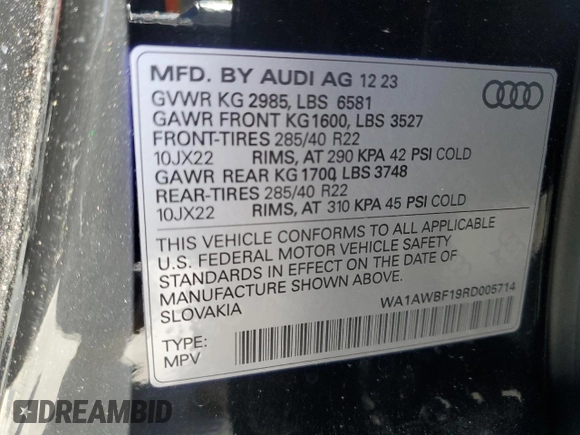 MFD. BY AUDI AG 12 23
GVWR KG 2985, LBS 6581
GAWR FRONT KG1600, LBS 3527
FRONT-TIRES 285/40 R22
10JX22 RIMS, AT 290 KPA 42 PSI COLD
GAWR REAR KG 1700, LBS 3748
REAR-TIRES 285/40 R22
10JX22 RIMS, AT 310 KPA 45 PSI COLD
THIS VEHICLE CONFORMS TO ALL APPLICABLE
U.S. FEDERAL MOTOR VEHICLE SAFETY
STANDARDS IN EFFECT ON THE DATE OF
MANUFACTURE SHOWN ABOVE.
SLOVAKIA
WA1AWBF19RD005714
TYPE:
MPV
DREAMBID